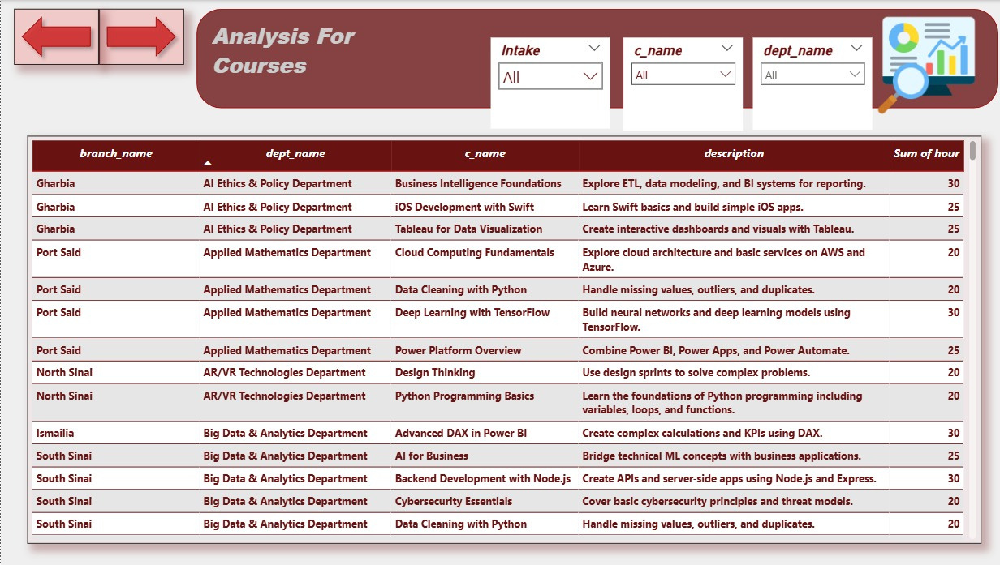 Analysis For
Courses
Intake
All
c_name
All
dept_name
All
branch_name dept_name c_name description Sum of hour
Gharbia AI Ethics & Policy Department Business Intelligence Foundations Explore ETL, data modeling, and BI systems for reporting. 30
Gharbia AI Ethics & Policy Department iOS Development with Swift Learn Swift basics and build simple iOS apps. 25
Gharbia AI Ethics & Policy Department Tableau for Data Visualization Create interactive dashboards and visuals with Tableau. 25
Port Said Applied Mathematics Department Cloud Computing Fundamentals Explore cloud architecture and basic services on AWS and 20
Azure.
Port Said Applied Mathematics Department Data Cleaning with Python Handle missing values, outliers, and duplicates. 20
Port Said Applied Mathematics Department Deep Learning with TensorFlow Build neural networks and deep learning models using 30
TensorFlow.
Port Said Applied Mathematics Department Power Platform Overview Combine Power BI, Power Apps, and Power Automate. 25
North Sinai AR/VR Technologies Department Design Thinking Use design sprints to solve complex problems. 20
North Sinai AR/VR Technologies Department Python Programming Basics Learn the foundations of Python programming including 20
variables, loops, and functions.
Ismailia Big Data & Analytics Department Advanced DAX in Power BI Create complex calculations and KPIs using DAX. 30
South Sinai Big Data & Analytics Department AI for Business Bridge technical ML concepts with business applications. 25
South Sinai Big Data & Analytics Department Backend Development with Node.js Create APIs and server-side apps using Node.js and Express. 30
South Sinai Big Data & Analytics Department Cybersecurity Essentials Cover basic cybersecurity principles and threat models. 20
South Sinai Big Data & Analytics Department Data Cleaning with Python Handle missing values, outliers, and duplicates. 20